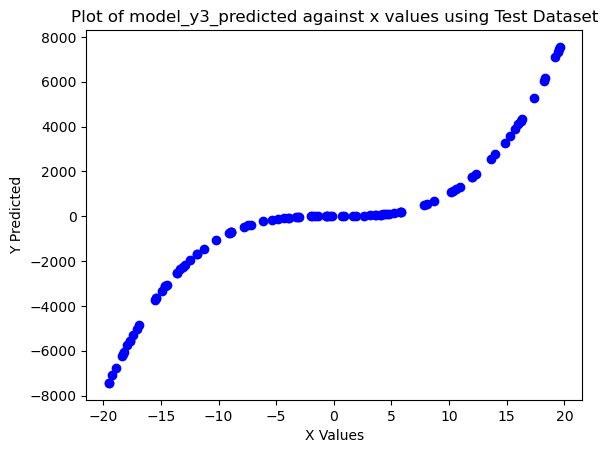 Plot of model_y3_predicted against x values using Test Dataset
8000
6000
4000
2000
0
−2000
−4000
−6000
−8000
Y Predicted
−20 −15 −10 −5 0 5 10 15 20
X Values